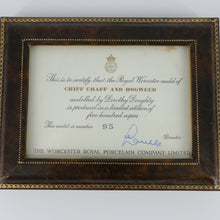 This is to certify that the Royal Worcester model of
CHIFF CHAFF AND HOGWEED
modelled by Dorothy Doughty
is produced in a limited edition of
five hundred copies
This model is number 95
Director
THE WORCESTER ROYAL PORCELAIN COMPANY LIMITED